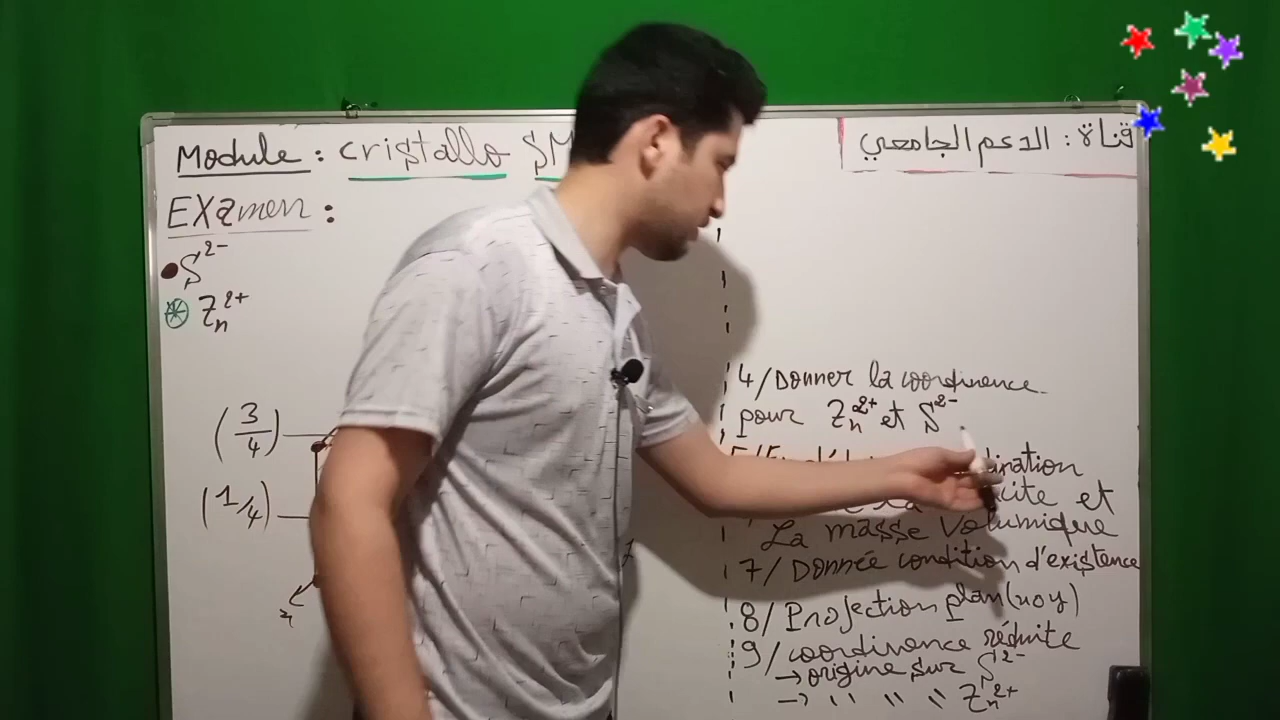 Module : cristallo SM
قناة : الدعم الجامعي
EXamen :
S²⁻
Zn²⁺
(3/4)
(1/4)
4/ Donner la coordinence
pour Zn²⁺ et S²⁻
La masse Volumique
7/ Donnée condition d'existence
8/ Projection plan (xoy)
9/ coordinence réduite
→ origine sur S²⁻
→ '' '' '' Zn²⁺